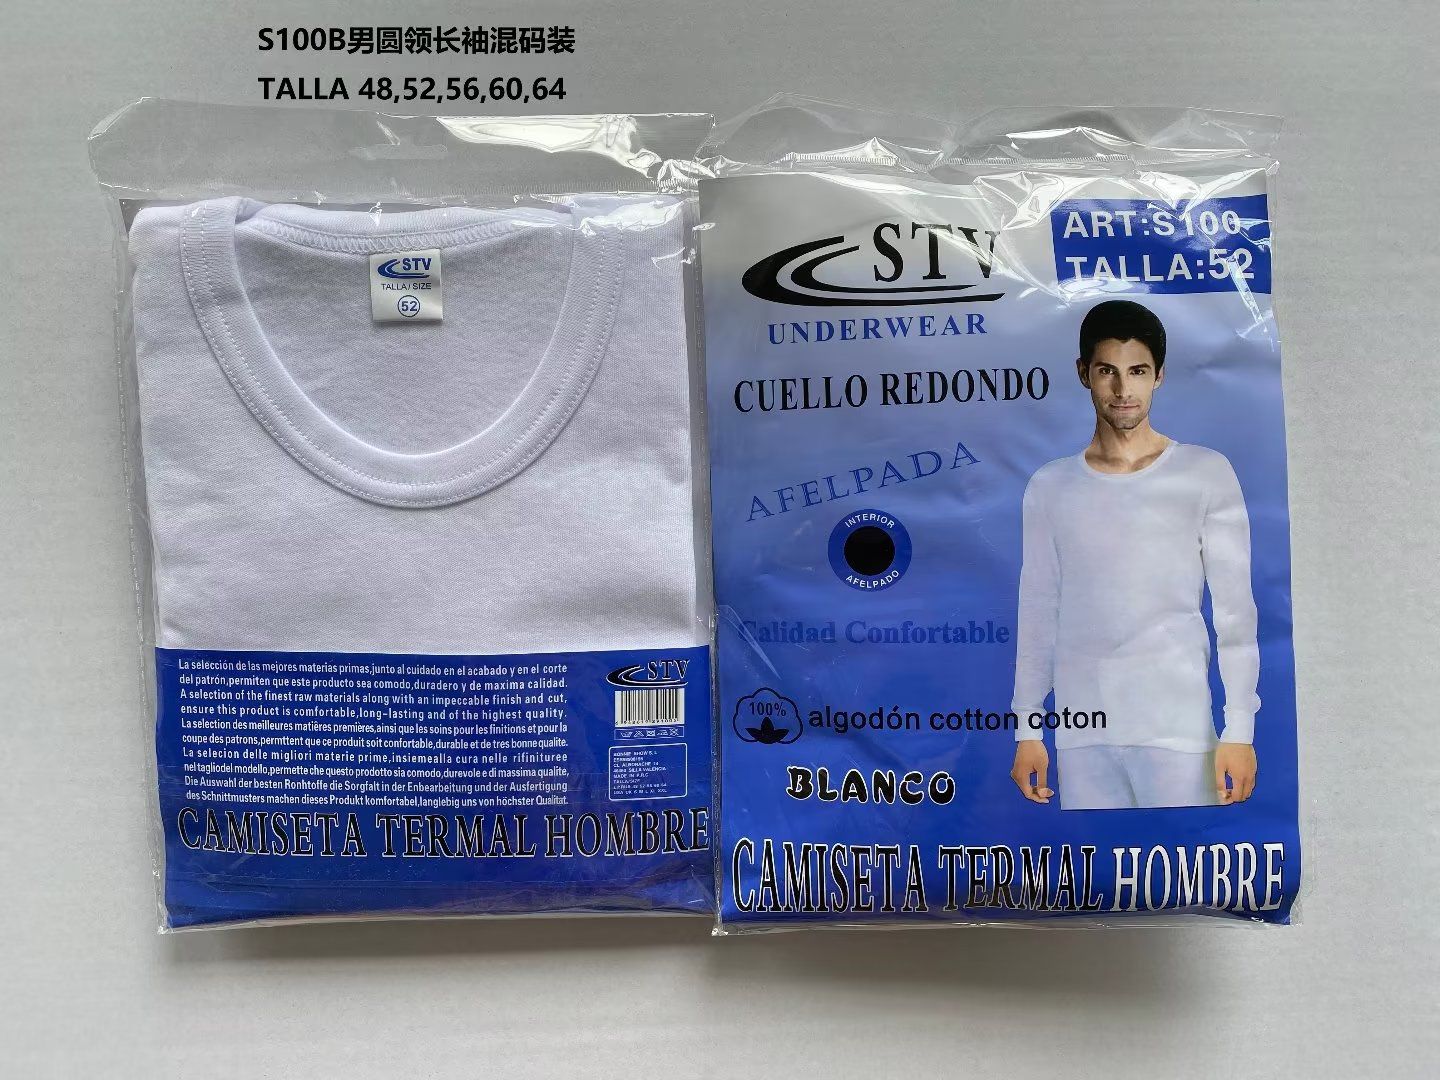 S100B男圆领长袖混码装
TALLA 48,52,56,60,64
STV
TALLA/SIZE
52
La selección de las mejores materias primas,junto al cuidado en el acabado y en el corte
del patrón,permiten que este producto sea comodo,duradero y de maxima calidad.
A selection of the finest raw materials along with an impeccable finish and cut,
ensure this product is comfortable,long-lasting and of the highest quality.
La selection des meilleures matiêres premières,ainsi que les soins pour les finitions et pour la
coupe des patrons,permttent que ce produit soit confortable,durable et de tres bonne qualite.
La selecion delle migliori materie prime,insiemealla cura nelle rifinituree
nel tagliodel modello,permette che questo prodotto sia comodo,durevole e di massima qualite,
Die Auswahl der besten Ronhtoffe die Sorgfalt in der Enbearbeitung und der Ausfertigung
des Schnittmusters machen dieses Produkt komfortabel,langlebig uns von höchster Qualitat.
STV
MADE IN P.R.C
TALLA/SIZE
CAMISETA TERMAL HOMBRE
STV
UNDERWEAR
ART:S100
TALLA:52
CUELLO REDONDO
AFELPADA
INTERIOR
AFELPADO
Calidad Confortable
100%
algodón cotton coton
BLANCO
CAMISETA TERMAL HOMBRE